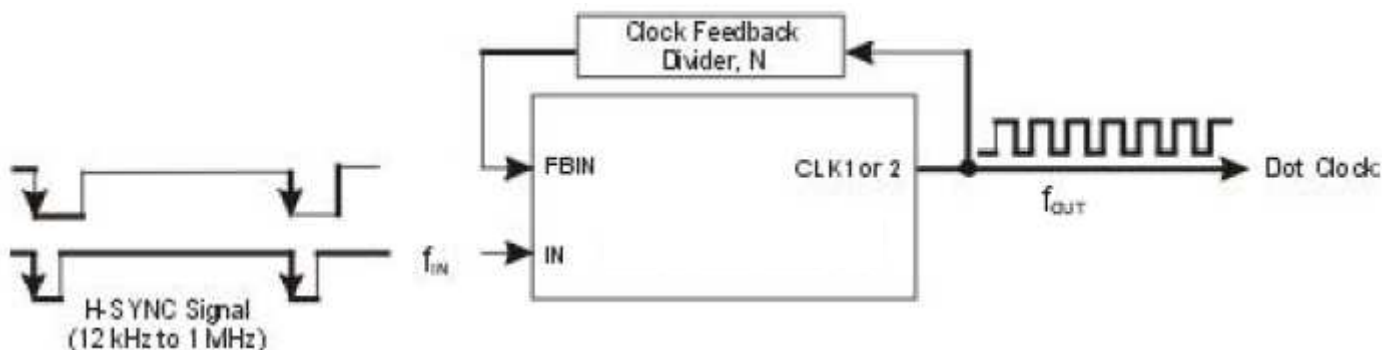 Clock Feedback
Divider, N
FBIN
CLK1 or 2
Dot Clock
fOUT
fIN
IN
H-SYNC Signal
(12 kHz to 1 MHz)